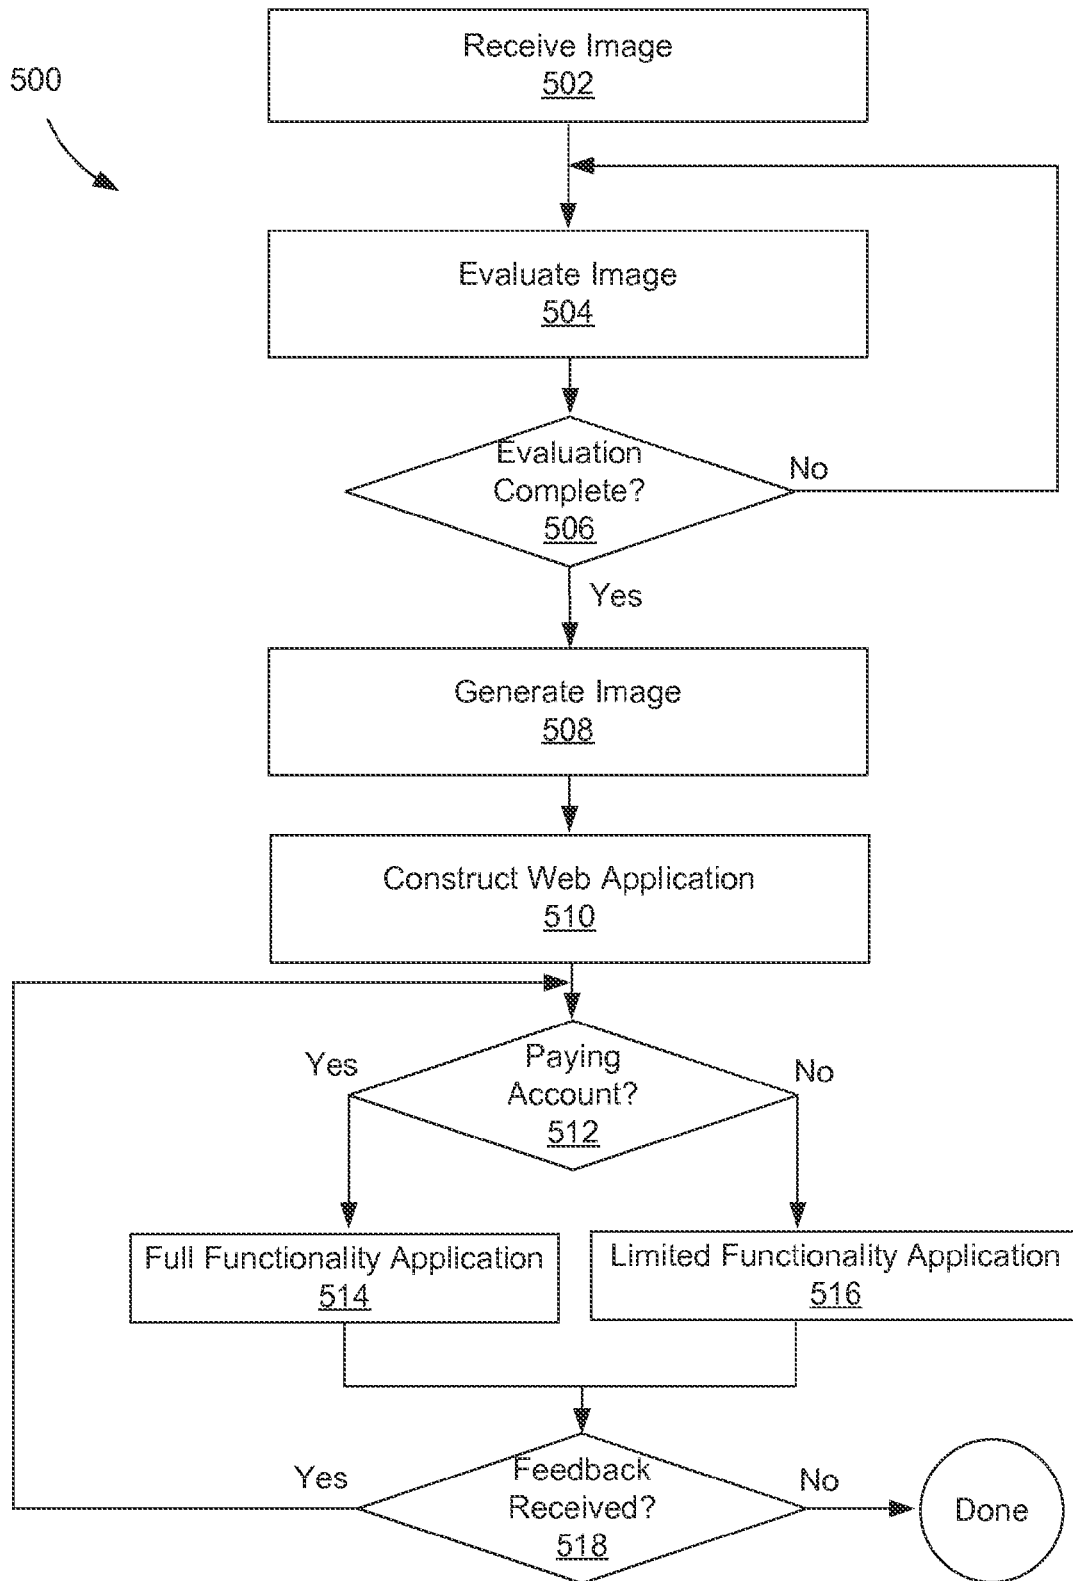 Receive Image
502
500
Evaluate Image
504
Evaluation
Complete?
506
No
Yes
Generate Image
508
Construct Web Application
510
Yes
Paying
Account?
512
No
Full Functionality Application
514
Limited Functionality Application
516
Yes
Feedback
Received?
518
No
Done